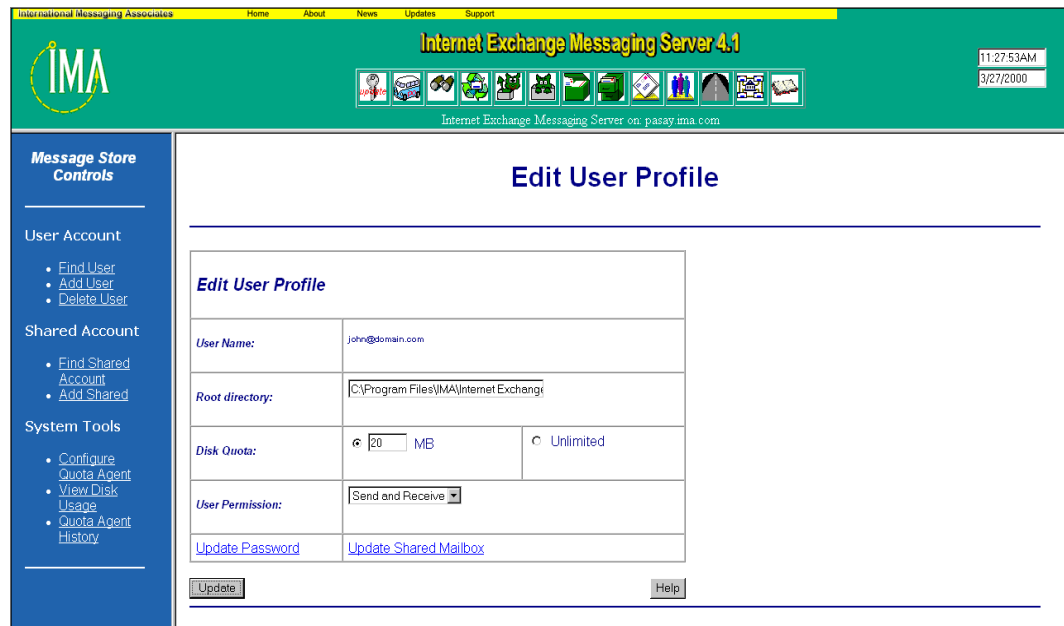 International Messaging Associates Home About News Updates Support
IMA
Internet Exchange Messaging Server 4.1
11:27:53AM
3/27/2000
update
Internet Exchange Messaging Server on: pasay.ima.com
Message Store
Controls
User Account
Find User
Add User
Delete User
Shared Account
Find Shared
Account
Add Shared
System Tools
Configure
Quota Agent
View Disk
Usage
Quota Agent
History
Edit User Profile
Edit User Profile
User Name: john@domain.com
Root directory: C:\Program Files\IMA\Internet Exchange
Disk Quota: 20 MB Unlimited
User Permission: Send and Receive
Update Password Update Shared Mailbox
Update Help